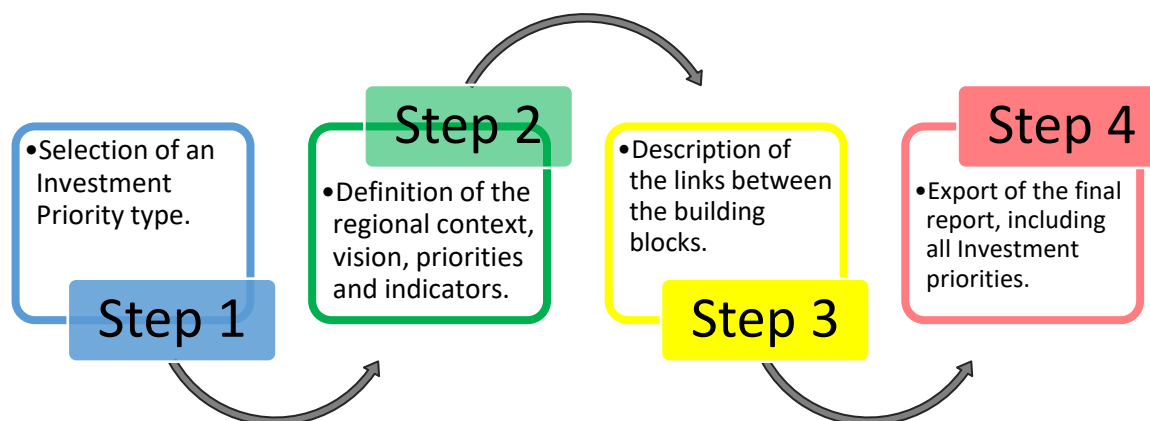 Step 1
•Selection of an
Investment
Priority type.
Step 2
•Definition of the
regional context,
vision, priorities
and indicators.
Step 3
•Description of
the links between
the building
blocks.
Step 4
•Export of the final
report, including
all Investment
priorities.